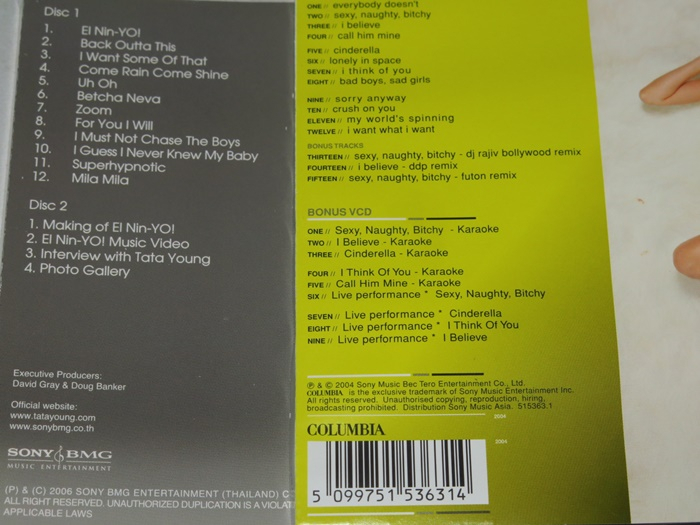 Disc 1
1. El Nin-YO!
2. Back Outta This
3. I Want Some Of That
4. Come Rain Come Shine
5. Uh Oh
6. Betcha Neva
7. Zoom
8. For You I Will
9. I Must Not Chase The Boys
10. I Guess I Never Knew My Baby
11. Superhypnotic
12. Mila Mila
Disc 2
1. Making of El Nin-YO!
2. El Nin-YO! Music Video
3. Interview with Tata Young
4. Photo Gallery
Executive Producers:
David Gray & Doug Banker
Official website:
www.tatayoung.com
www.sonybmg.co.th
SONY BMG
MUSIC ENTERTAINMENT
(P) & (C) 2006 SONY BMG ENTERTAINMENT (THAILAND) C
ALL RIGHT RESERVED. UNAUTHORIZED DUPLICATION IS A VIOLAT
APPLICABLE LAWS
ONE // everybody doesn't
TWO // sexy, naughty, bitchy
THREE // i believe
FOUR // call him mine
FIVE // cinderella
SIX // lonely in space
SEVEN // i think of you
EIGHT // bad boys, sad girls
NINE // sorry anyway
TEN // crush on you
ELEVEN // my world's spinning
TWELVE // i want what i want
BONUS TRACKS
THIRTEEN // sexy, naughty, bitchy - dj rajiv bollywood remix
FOURTEEN // i believe - ddp remix
FIFTEEN // sexy, naughty, bitchy - futon remix
BONUS VCD
ONE // Sexy, Naughty, Bitchy - Karaoke
TWO // I Believe - Karaoke
THREE // Cinderella - Karaoke
FOUR // I Think Of You - Karaoke
FIVE // Call Him Mine - Karaoke
SIX // Live performance * Sexy, Naughty, Bitchy
SEVEN // Live performance * Cinderella
EIGHT // Live performance * I Think Of You
NINE // Live performance * I Believe
℗ & © 2004 Sony Music Bec Tero Entertainment Co., Ltd.
COLUMBIA is the exclusive trademark of Sony Music Entertainment Inc.
All rights reserved. Unauthorised copying, reproduction, hiring,
broadcasting prohibited. Distribution Sony Music Asia. 515363.1
2004
COLUMBIA
2004
5 099751 536314